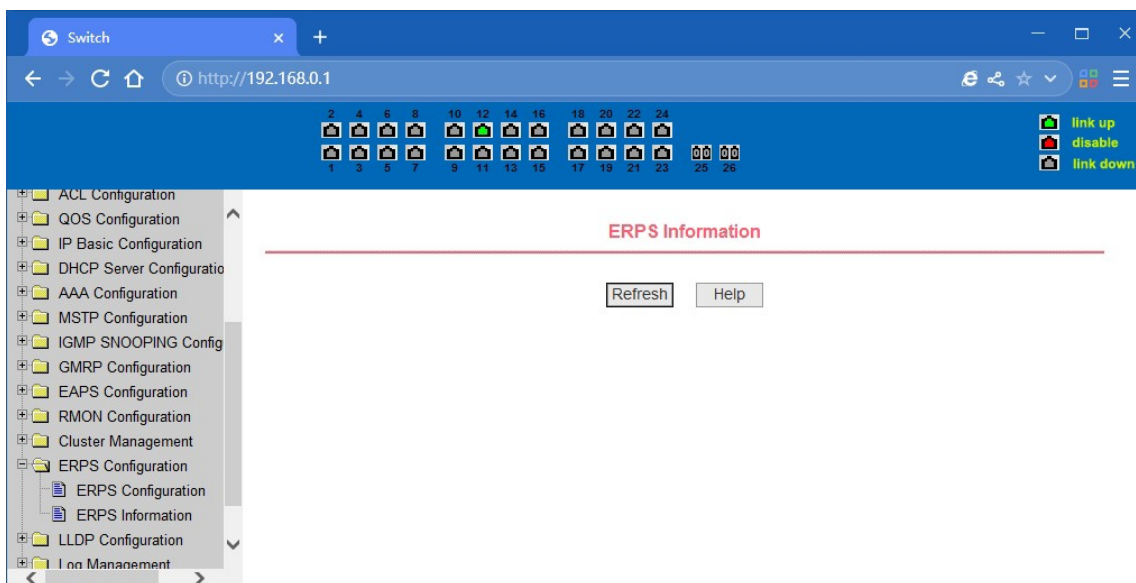 Switch
http://192.168.0.1
2 4 6 8 10 12 14 16 18 20 22 24
1 3 5 7 9 11 13 15 17 19 21 23 25 26
link up
disable
link down
ACL Configuration
QOS Configuration
IP Basic Configuration
DHCP Server Configuratio
AAA Configuration
MSTP Configuration
IGMP SNOOPING Config
GMRP Configuration
EAPS Configuration
RMON Configuration
Cluster Management
ERPS Configuration
ERPS Configuration
ERPS Information
LLDP Configuration
Log Management
ERPS Information
Refresh Help